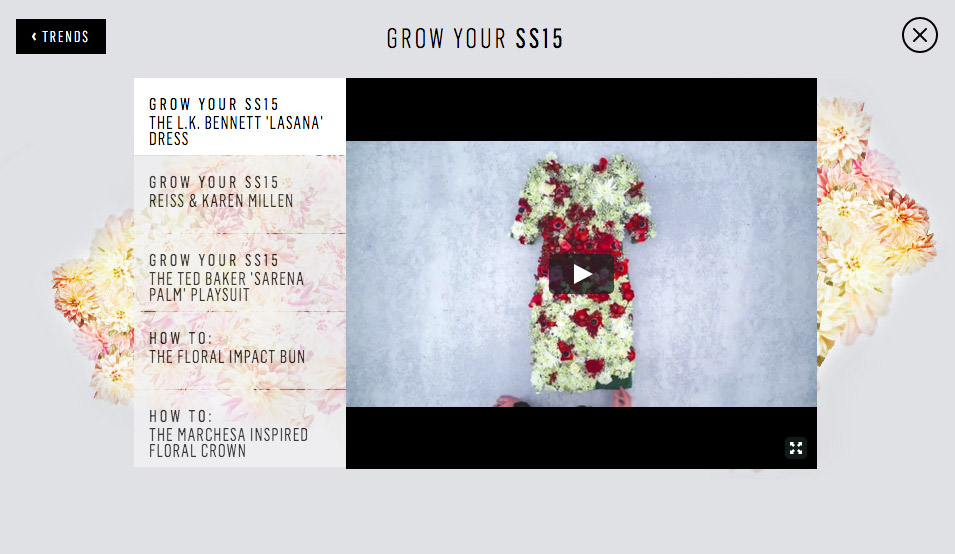 ‹ TRENDS
GROW YOUR SS15
GROW YOUR SS15
THE L.K. BENNETT 'LASANA'
DRESS
GROW YOUR SS15
REISS & KAREN MILLEN
GROW YOUR SS15
THE TED BAKER 'SARENA
PALM' PLAYSUIT
HOW TO:
THE FLORAL IMPACT BUN
HOW TO:
THE MARCHESA INSPIRED
FLORAL CROWN